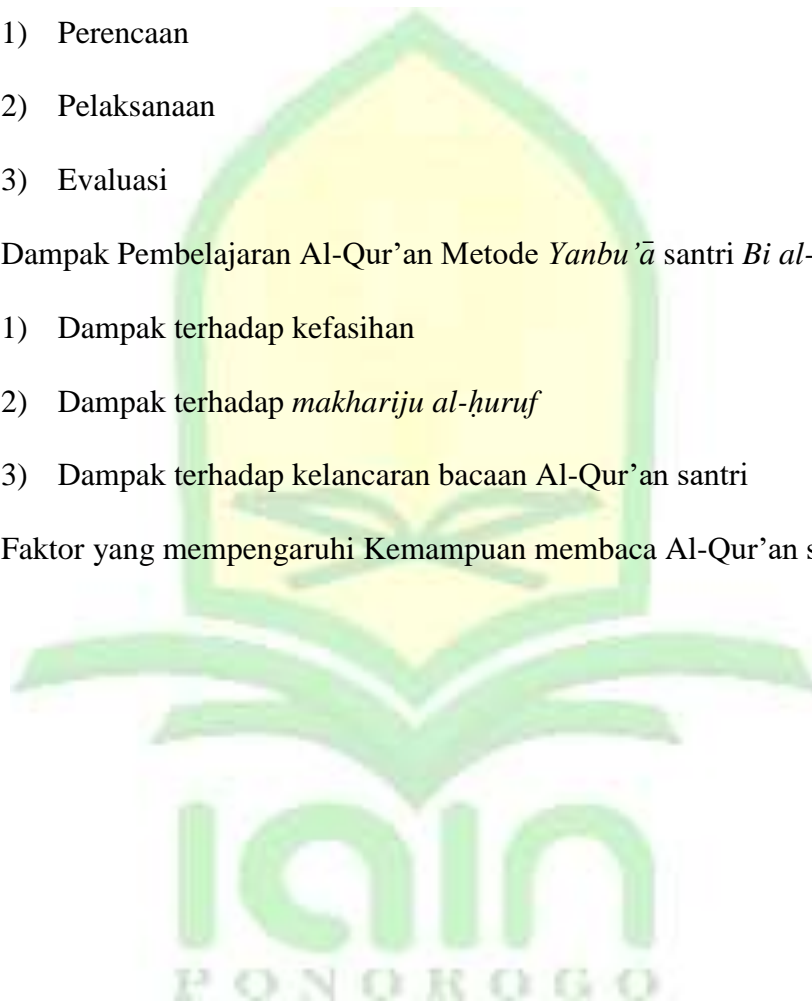 1) Perencaan
2) Pelaksanaan
3) Evaluasi
Dampak Pembelajaran Al-Qur’an Metode Yanbu’ā santri Bi al-
1) Dampak terhadap kefasihan
2) Dampak terhadap makhariju al-ḥuruf
3) Dampak terhadap kelancaran bacaan Al-Qur’an santri
Faktor yang mempengaruhi Kemampuan membaca Al-Qur’an s
iain
PONOROGO